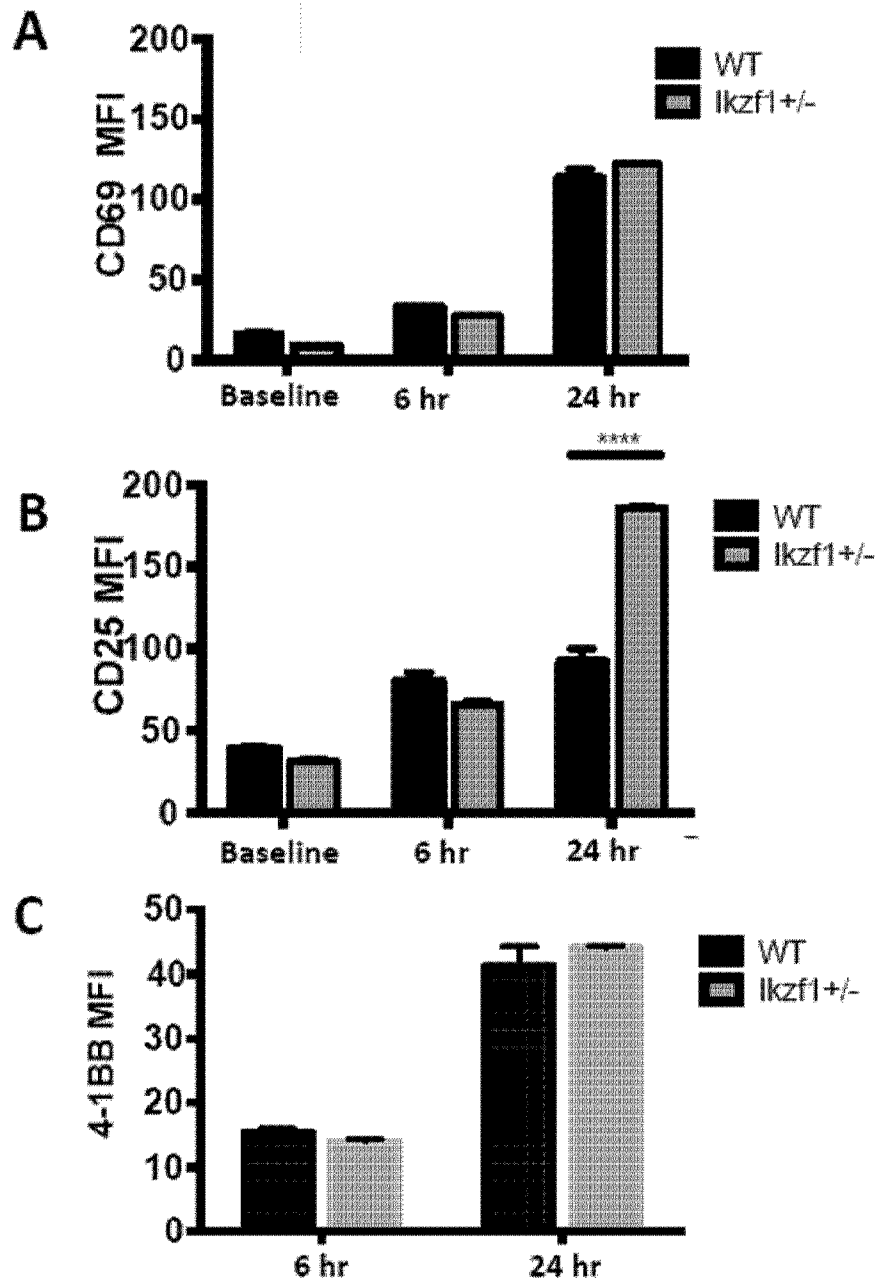 A
200
150
100
50
0
CD69 MFI
WT
Ikzf1+/-
Baseline
6 hr
24 hr
B
****
200
150
100
50
0
CD25 MFI
WT
Ikzf1+/-
Baseline
6 hr
24 hr
C
50
40
30
20
10
0
4-1BB MFI
WT
Ikzf1+/-
6 hr
24 hr